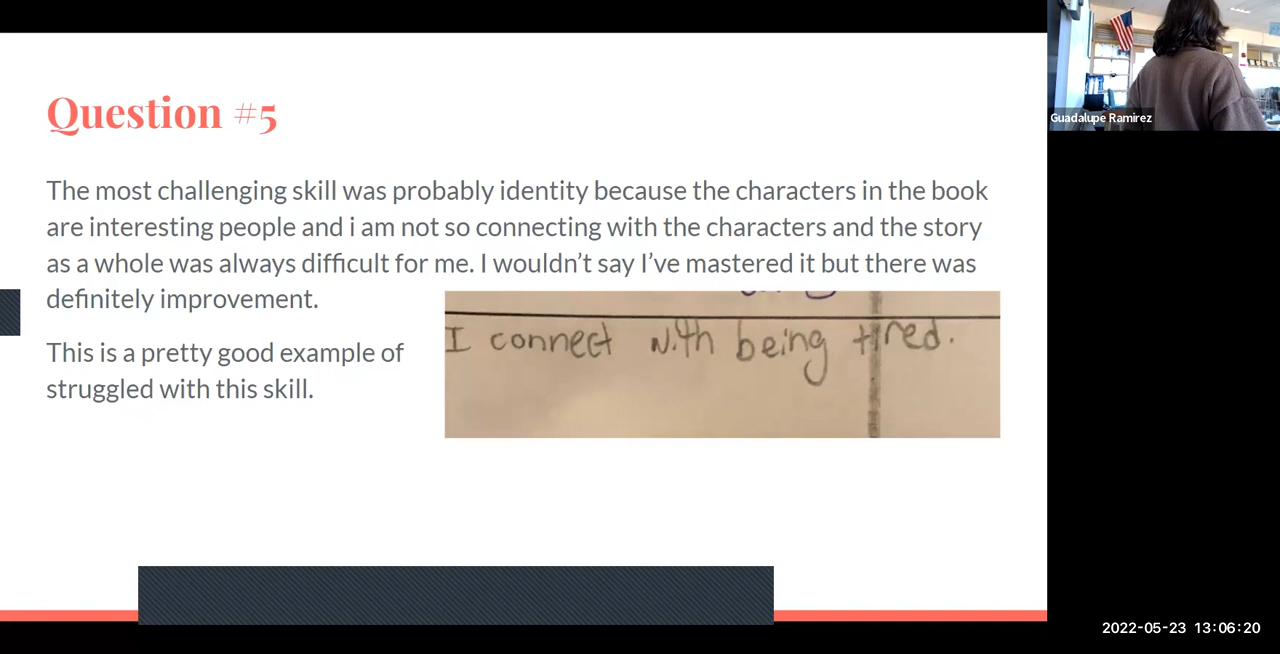 Question #5
The most challenging skill was probably identity because the characters in the book
are interesting people and i am not so connecting with the characters and the story
as a whole was always difficult for me. I wouldn’t say I’ve mastered it but there was
definitely improvement.
This is a pretty good example of
struggled with this skill.
I connect with being tired.
Guadalupe Ramirez
2022-05-23 13:06:20